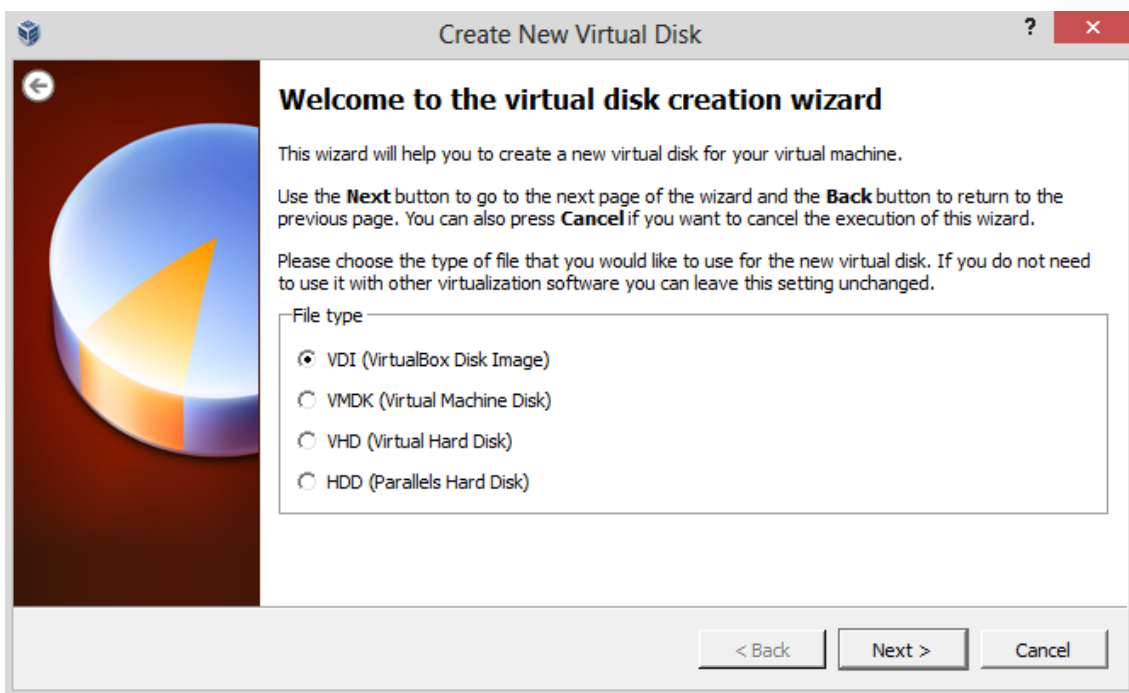 Create New Virtual Disk
?
×
Welcome to the virtual disk creation wizard
This wizard will help you to create a new virtual disk for your virtual machine.
Use the Next button to go to the next page of the wizard and the Back button to return to the
previous page. You can also press Cancel if you want to cancel the execution of this wizard.
Please choose the type of file that you would like to use for the new virtual disk. If you do not need
to use it with other virtualization software you can leave this setting unchanged.
File type
VDI (VirtualBox Disk Image)
VMDK (Virtual Machine Disk)
VHD (Virtual Hard Disk)
HDD (Parallels Hard Disk)
< Back
Next >
Cancel